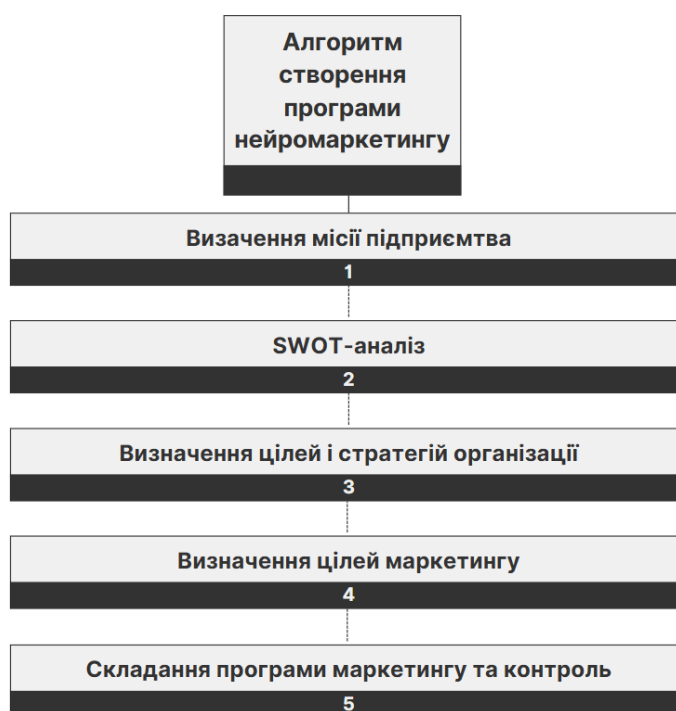 Алгоритм
створення
програми
нейромаркетингу
Визачення місії підприємтва
1
SWOT-аналіз
2
Визначення цілей і стратегій організації
3
Визначення цілей маркетингу
4
Складання програми маркетингу та контроль
5